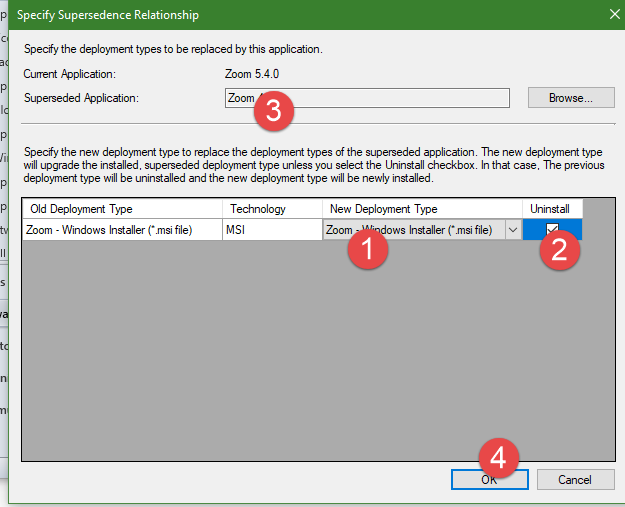 Specify Supersedence Relationship
Specify the deployment types to be replaced by this application.
Current Application: Zoom 5.4.0
Superseded Application: Zoom Browse...
3
Specify the new deployment type to replace the deployment types of the superseded application. The new deployment type
will upgrade the installed, superseded deployment type unless you select the Uninstall checkbox. In that case, The previous
deployment type will be uninstalled and the new deployment type will be newly installed.
Old Deployment Type Technology New Deployment Type Uninstall
Zoom - Windows Installer (*.msi file) MSI Zoom - Windows Installer (*.msi file)
1 2
4
OK Cancel